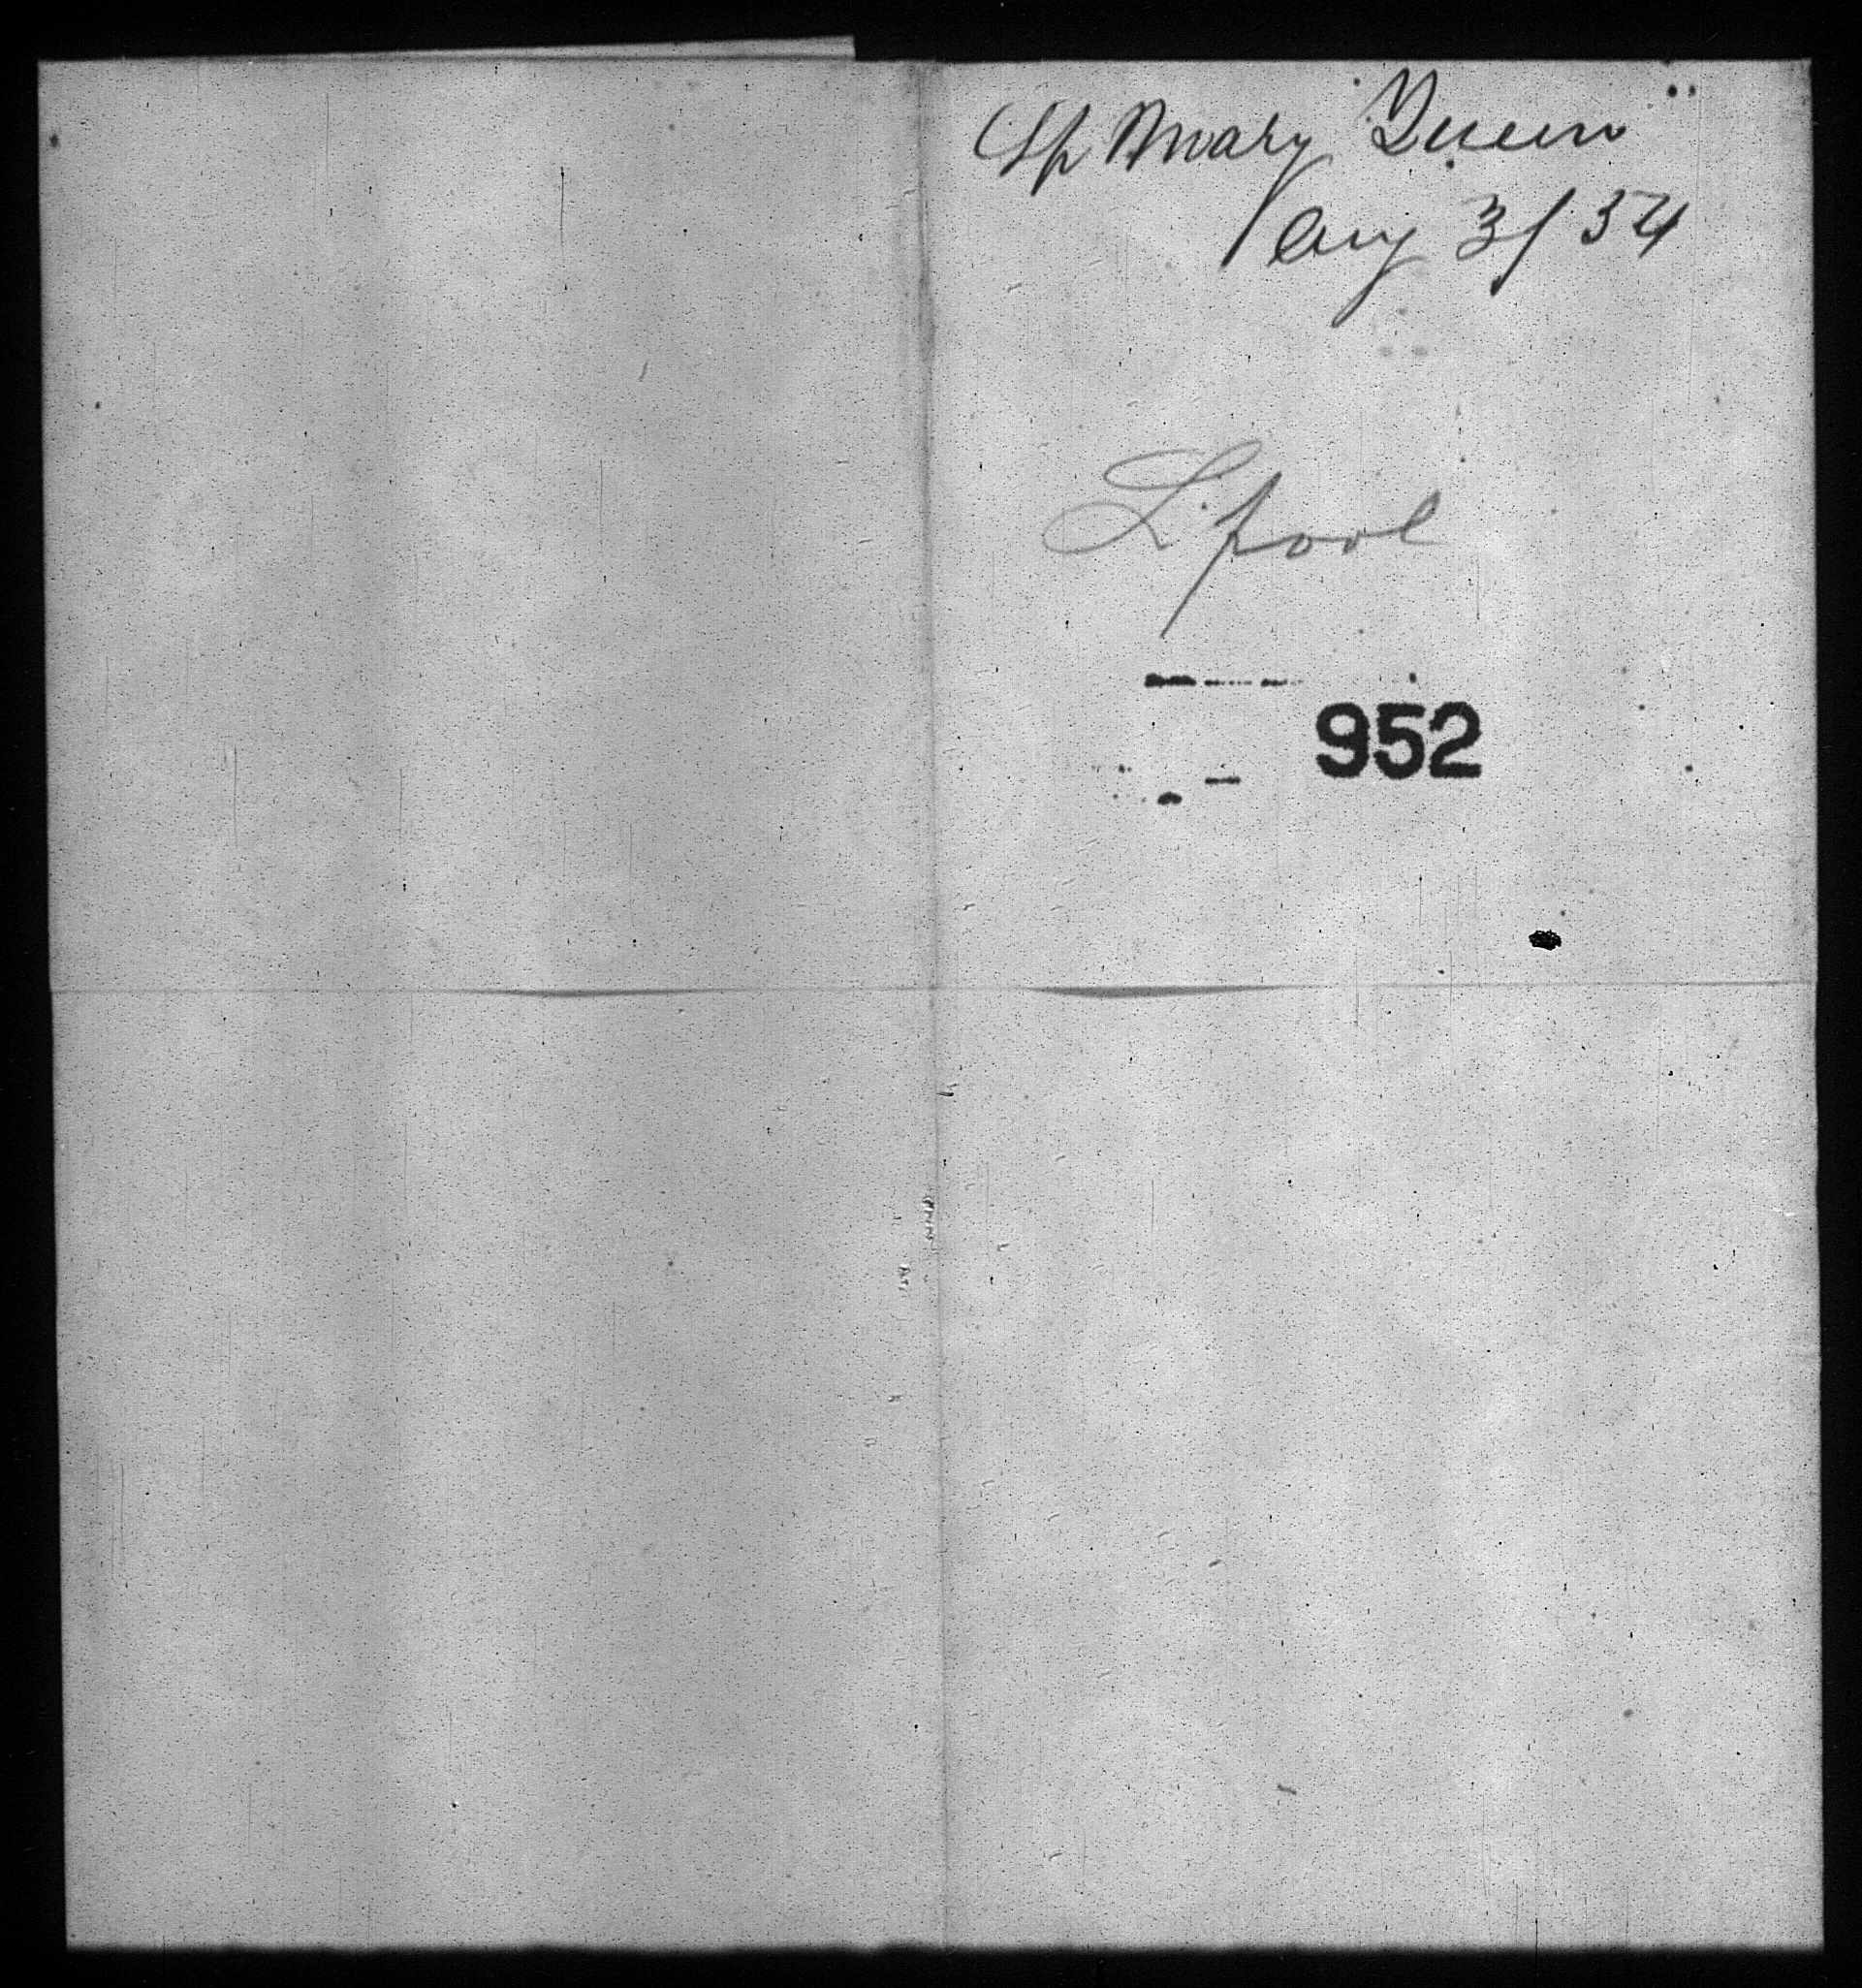 Sp Mary Queen
Aug 3/54
L'pool
952